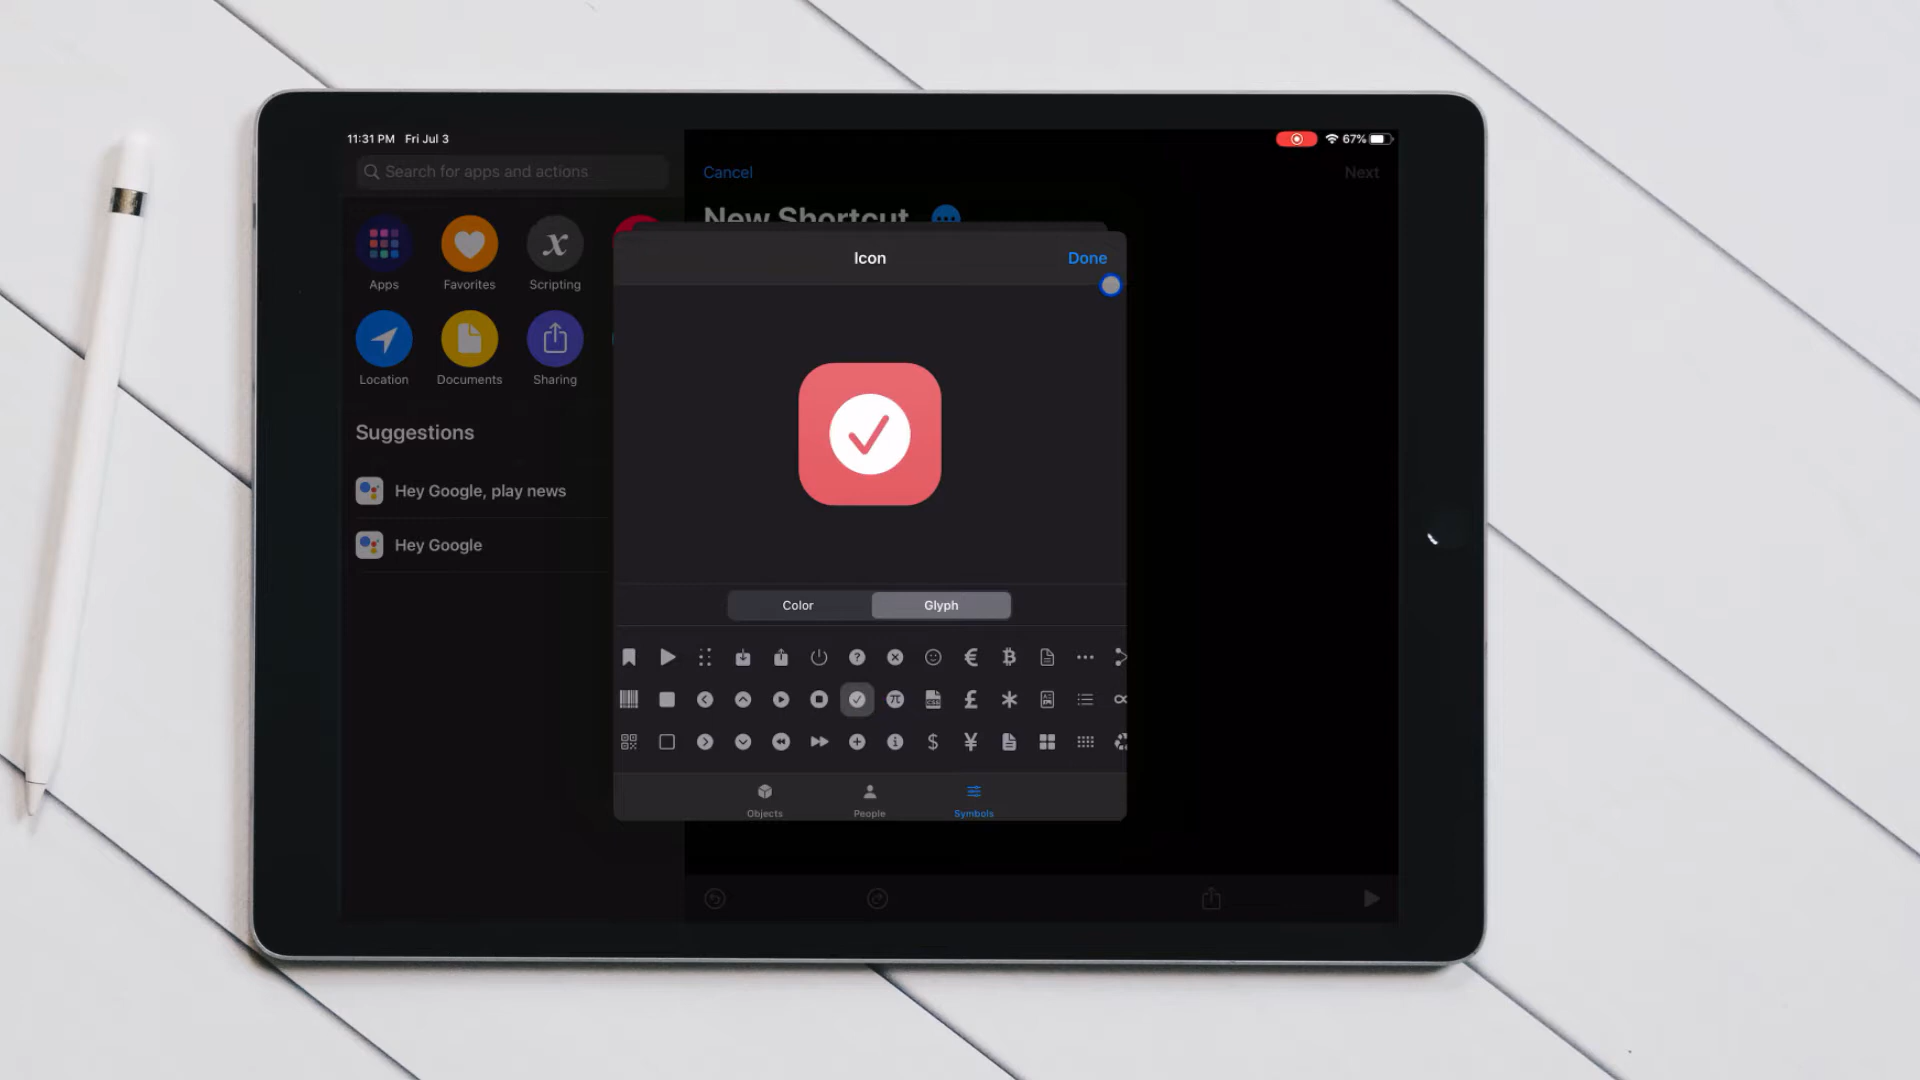 11:31 PM Fri Jul 3
67%
Search for apps and actions
Cancel
Next
New Shortcut
Icon
Done
Apps
Favorites
Scripting
Location
Documents
Sharing
Suggestions
Hey Google, play news
Hey Google
Color
Glyph
Objects
People
Symbols